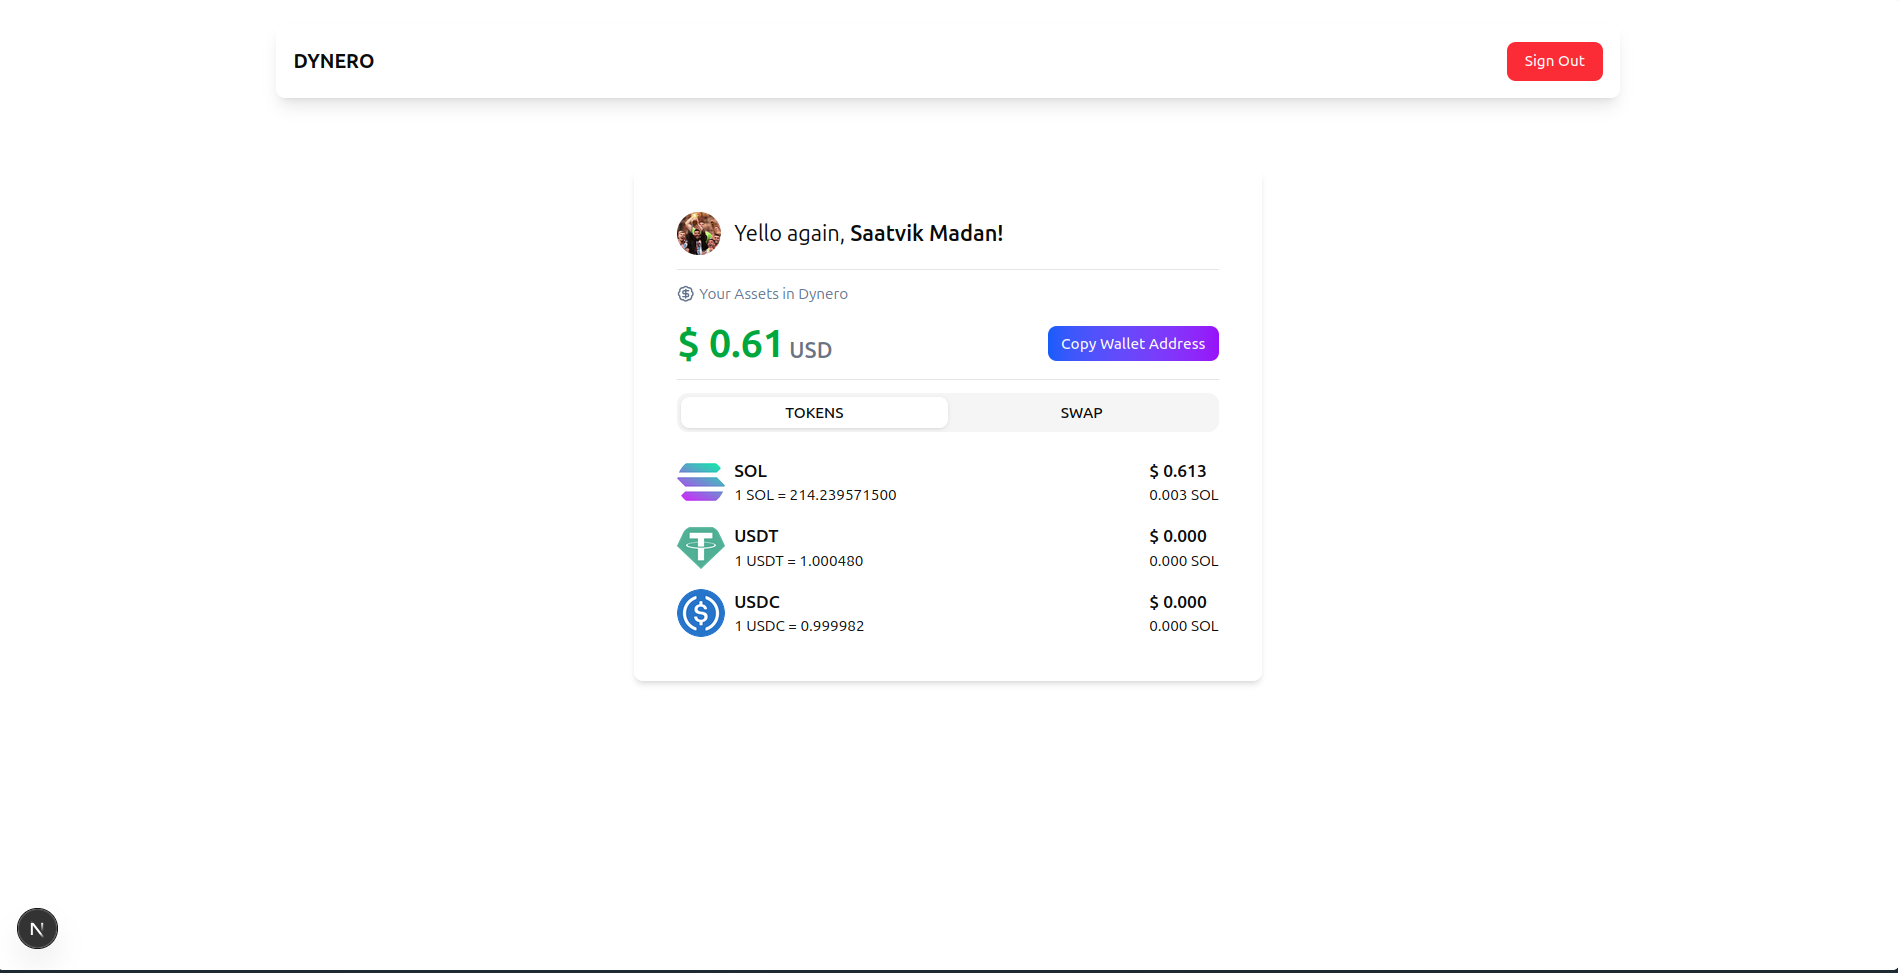 DYNERO
Sign Out
Yello again, Saatvik Madan!
Your Assets in Dynero
$ 0.61 USD
Copy Wallet Address
TOKENS
SWAP
SOL
$ 0.613
1 SOL = 214.239571500
0.003 SOL
USDT
$ 0.000
1 USDT = 1.000480
0.000 SOL
USDC
$ 0.000
1 USDC = 0.999982
0.000 SOL
N